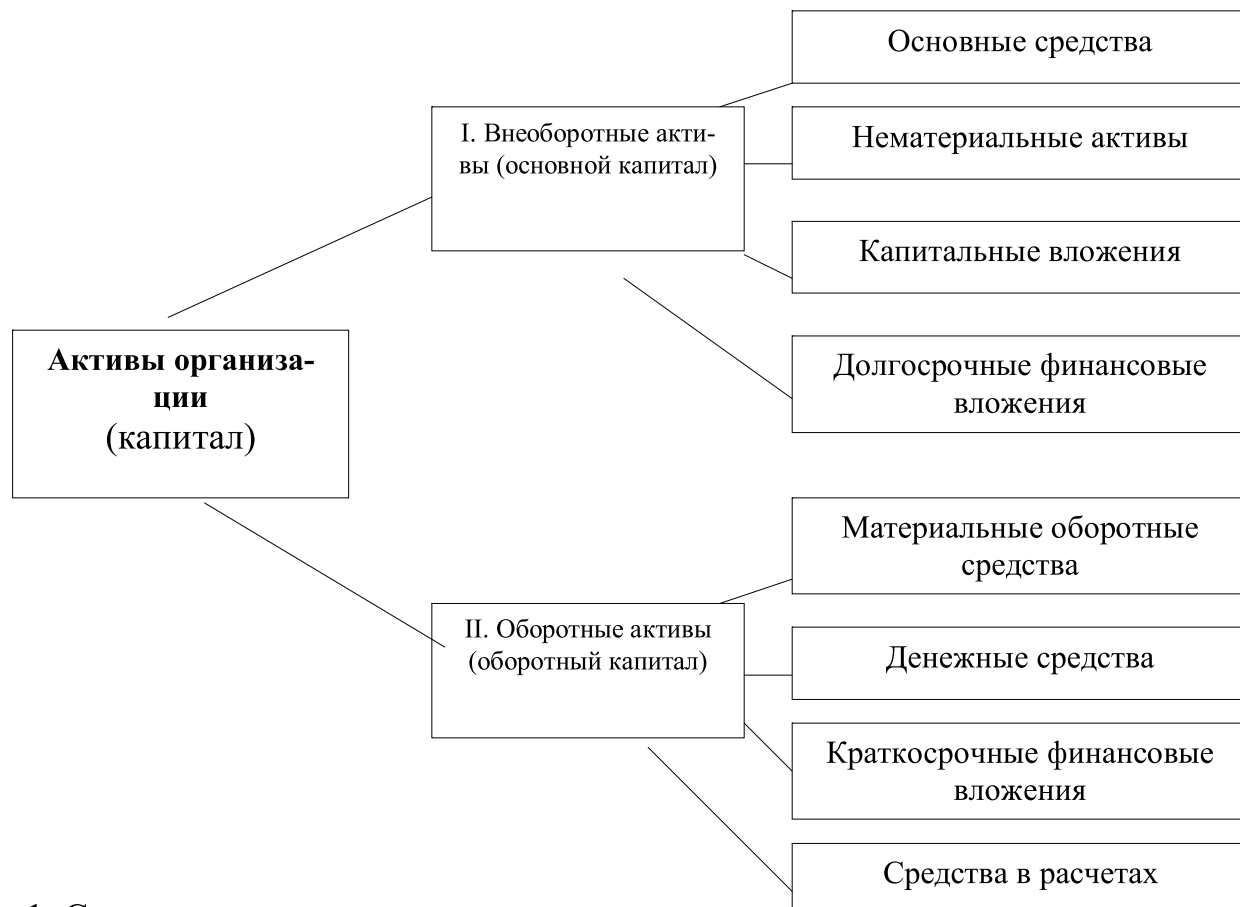 Основные средства
I. Внеоборотные акти-
вы (основной капитал)
Нематериальные активы
Капитальные вложения
Активы организа-
ции
(капитал)
Долгосрочные финансовые
вложения
Материальные оборотные
средства
II. Оборотные активы
(оборотный капитал)
Денежные средства
Краткосрочные финансовые
вложения
Средства в расчетах